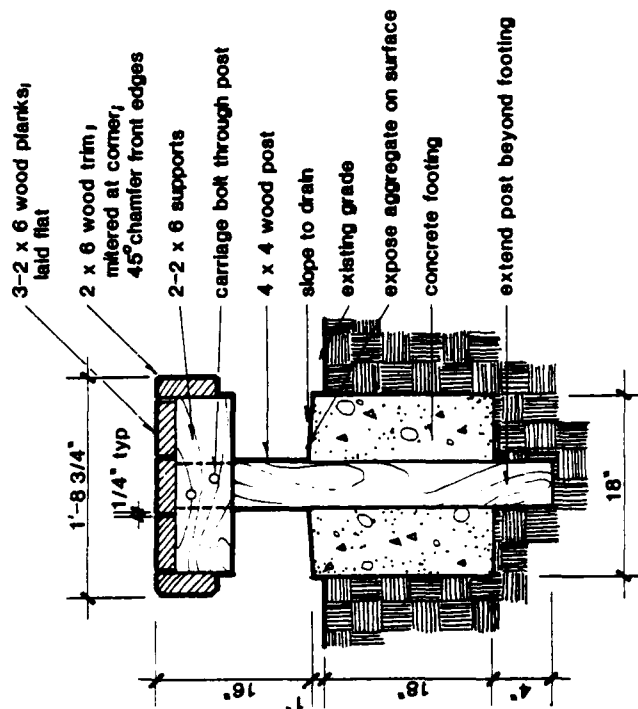 3-2 x 6 wood planks;
laid flat
2 x 6 wood trim;
mitered at corner;
45° chamfer front edges
2-2 x 6 supports
carriage bolt through post
4 x 4 wood post
slope to drain
existing grade
expose aggregate on surface
concrete footing
extend post beyond footing
1'-8 3/4"
1/4" typ
18"
16"
1"
18"
4"